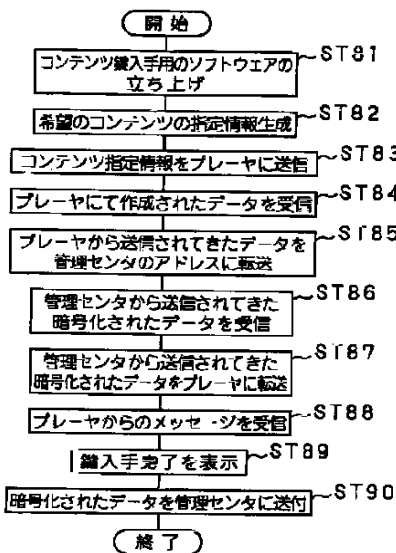 開始
コンテンツ鍵入手用のソフトウェアの
立ち上げ
ST81
希望のコンテンツの指定情報生成
ST82
コンテンツ指定情報をプレーヤに送信
ST83
プレーヤにて作成されたデータを受信
ST84
プレーヤから送信されてきたデータを
管理センタのアドレスに転送
ST85
管理センタから送信されてきた
暗号化されたデータを受信
ST86
管理センタから送信されてきた
暗号化されたデータをプレーヤに転送
ST87
プレーヤからのメッセージを受信
ST88
鍵入手完了を表示
ST89
暗号化されたデータを管理センタに送付
ST90
終了